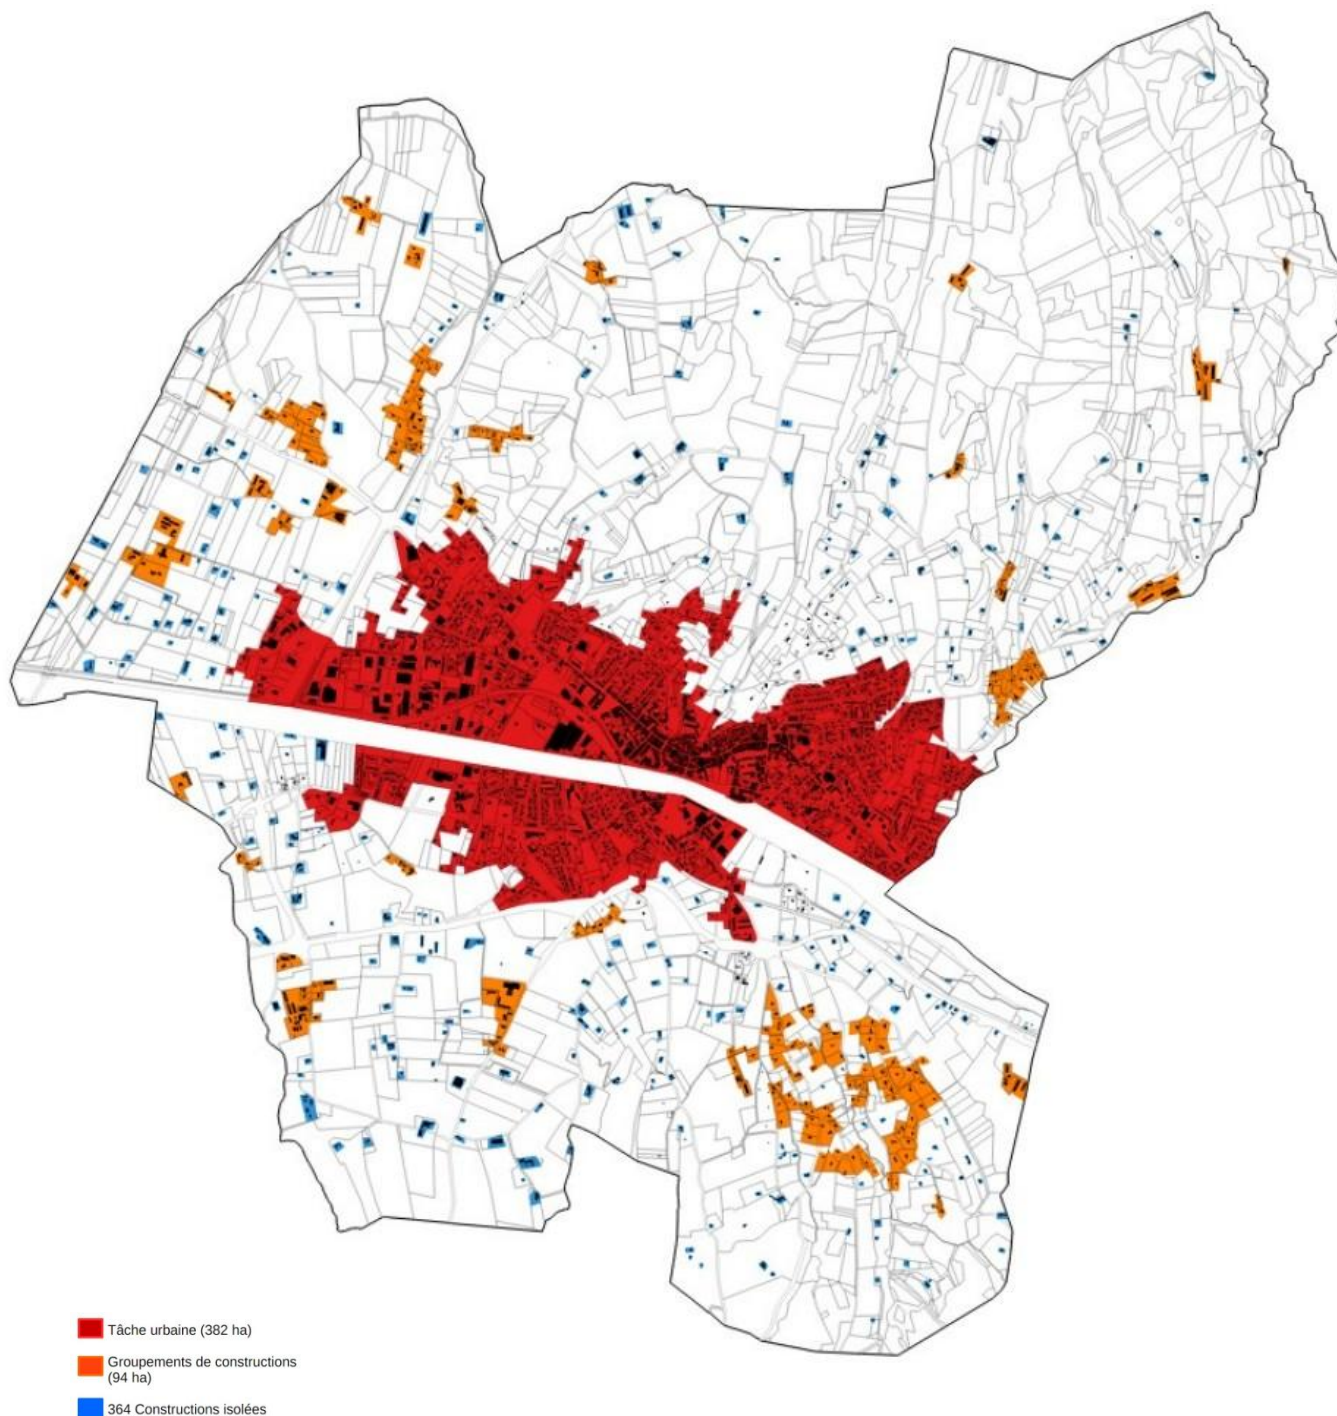 Tâche urbaine (382 ha)
Groupements de constructions
(94 ha)
364 Constructions isolées